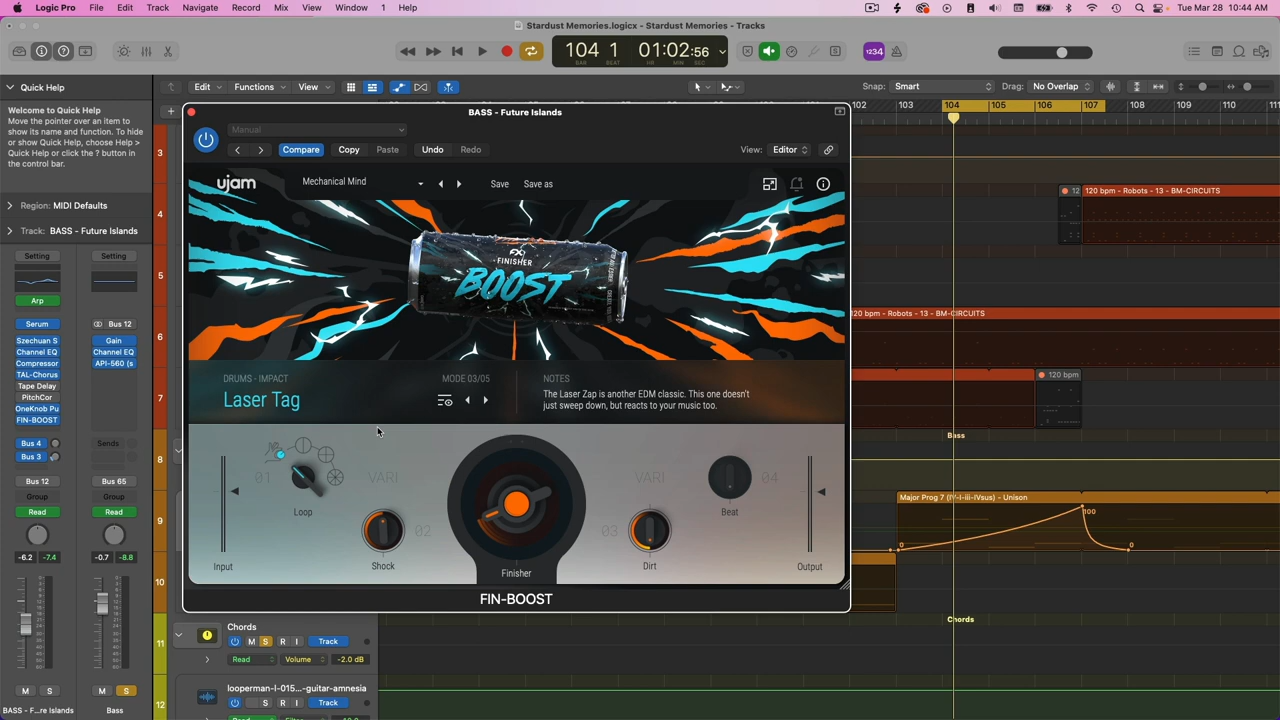 Logic Pro File Edit Track Navigate Record Mix View Window 1 Help
Tue Mar 28 10:44 AM
Stardust Memories.logicx - Stardust Memories - Tracks
104 1 01:02:56
BAR BEAT HR MIN SEC
1234
Quick Help
Edit Functions View
Snap: Smart Drag: No Overlap
Welcome to Quick Help
Move the pointer over an item to
show its name and function. To hide
or show Quick Help, choose Help >
Quick Help or click the ? button in
the control bar.
102 103 104 105 106 107 108 109 110 111 112
Region: MIDI Defaults
Track: BASS - Future Islands
Setting Setting
Arp
Serum Bus 12
Szechuan S Gain
Channel EQ Channel EQ
Compressor API-560 (s
TAL-Chorus
Tape Delay
PitchCor
OneKnob Pu
FIN-BOOST
Bus 4 Sends
Bus 3
Bus 12 Bus 65
Group Group
Read Read
-6.2 -7.4 -0.7 -8.8
M S M S
BASS - F...re Islands Bass
BASS - Future Islands
Manual
Compare Copy Paste Undo Redo
View: Editor
ujam
Mechanical Mind Save Save as
FX
FINISHER
BOOST
DRUMS - IMPACT MODE 03/05 NOTES
Laser Tag
The Laser Zap is another EDM classic. This one doesn't
just sweep down, but reacts to your music too.
01 VARI VARI 04
Loop Beat
02 03
Input Shock Finisher Dirt Output
FIN-BOOST
3
4
12 120 bpm - Robots - 13 - BM-CIRCUITS
5
6
120 bpm - Robots - 13 - BM-CIRCUITS
7
120 bpm
Bass
8
9
Major Prog 7 (IV-I-iii-IVsus) - Unison
100
0 0
10
Chords
11
Chords
M S R I Track
Read Volume -2.0 dB
12
looperman-l-015...-guitar-amnesia
S R I Track